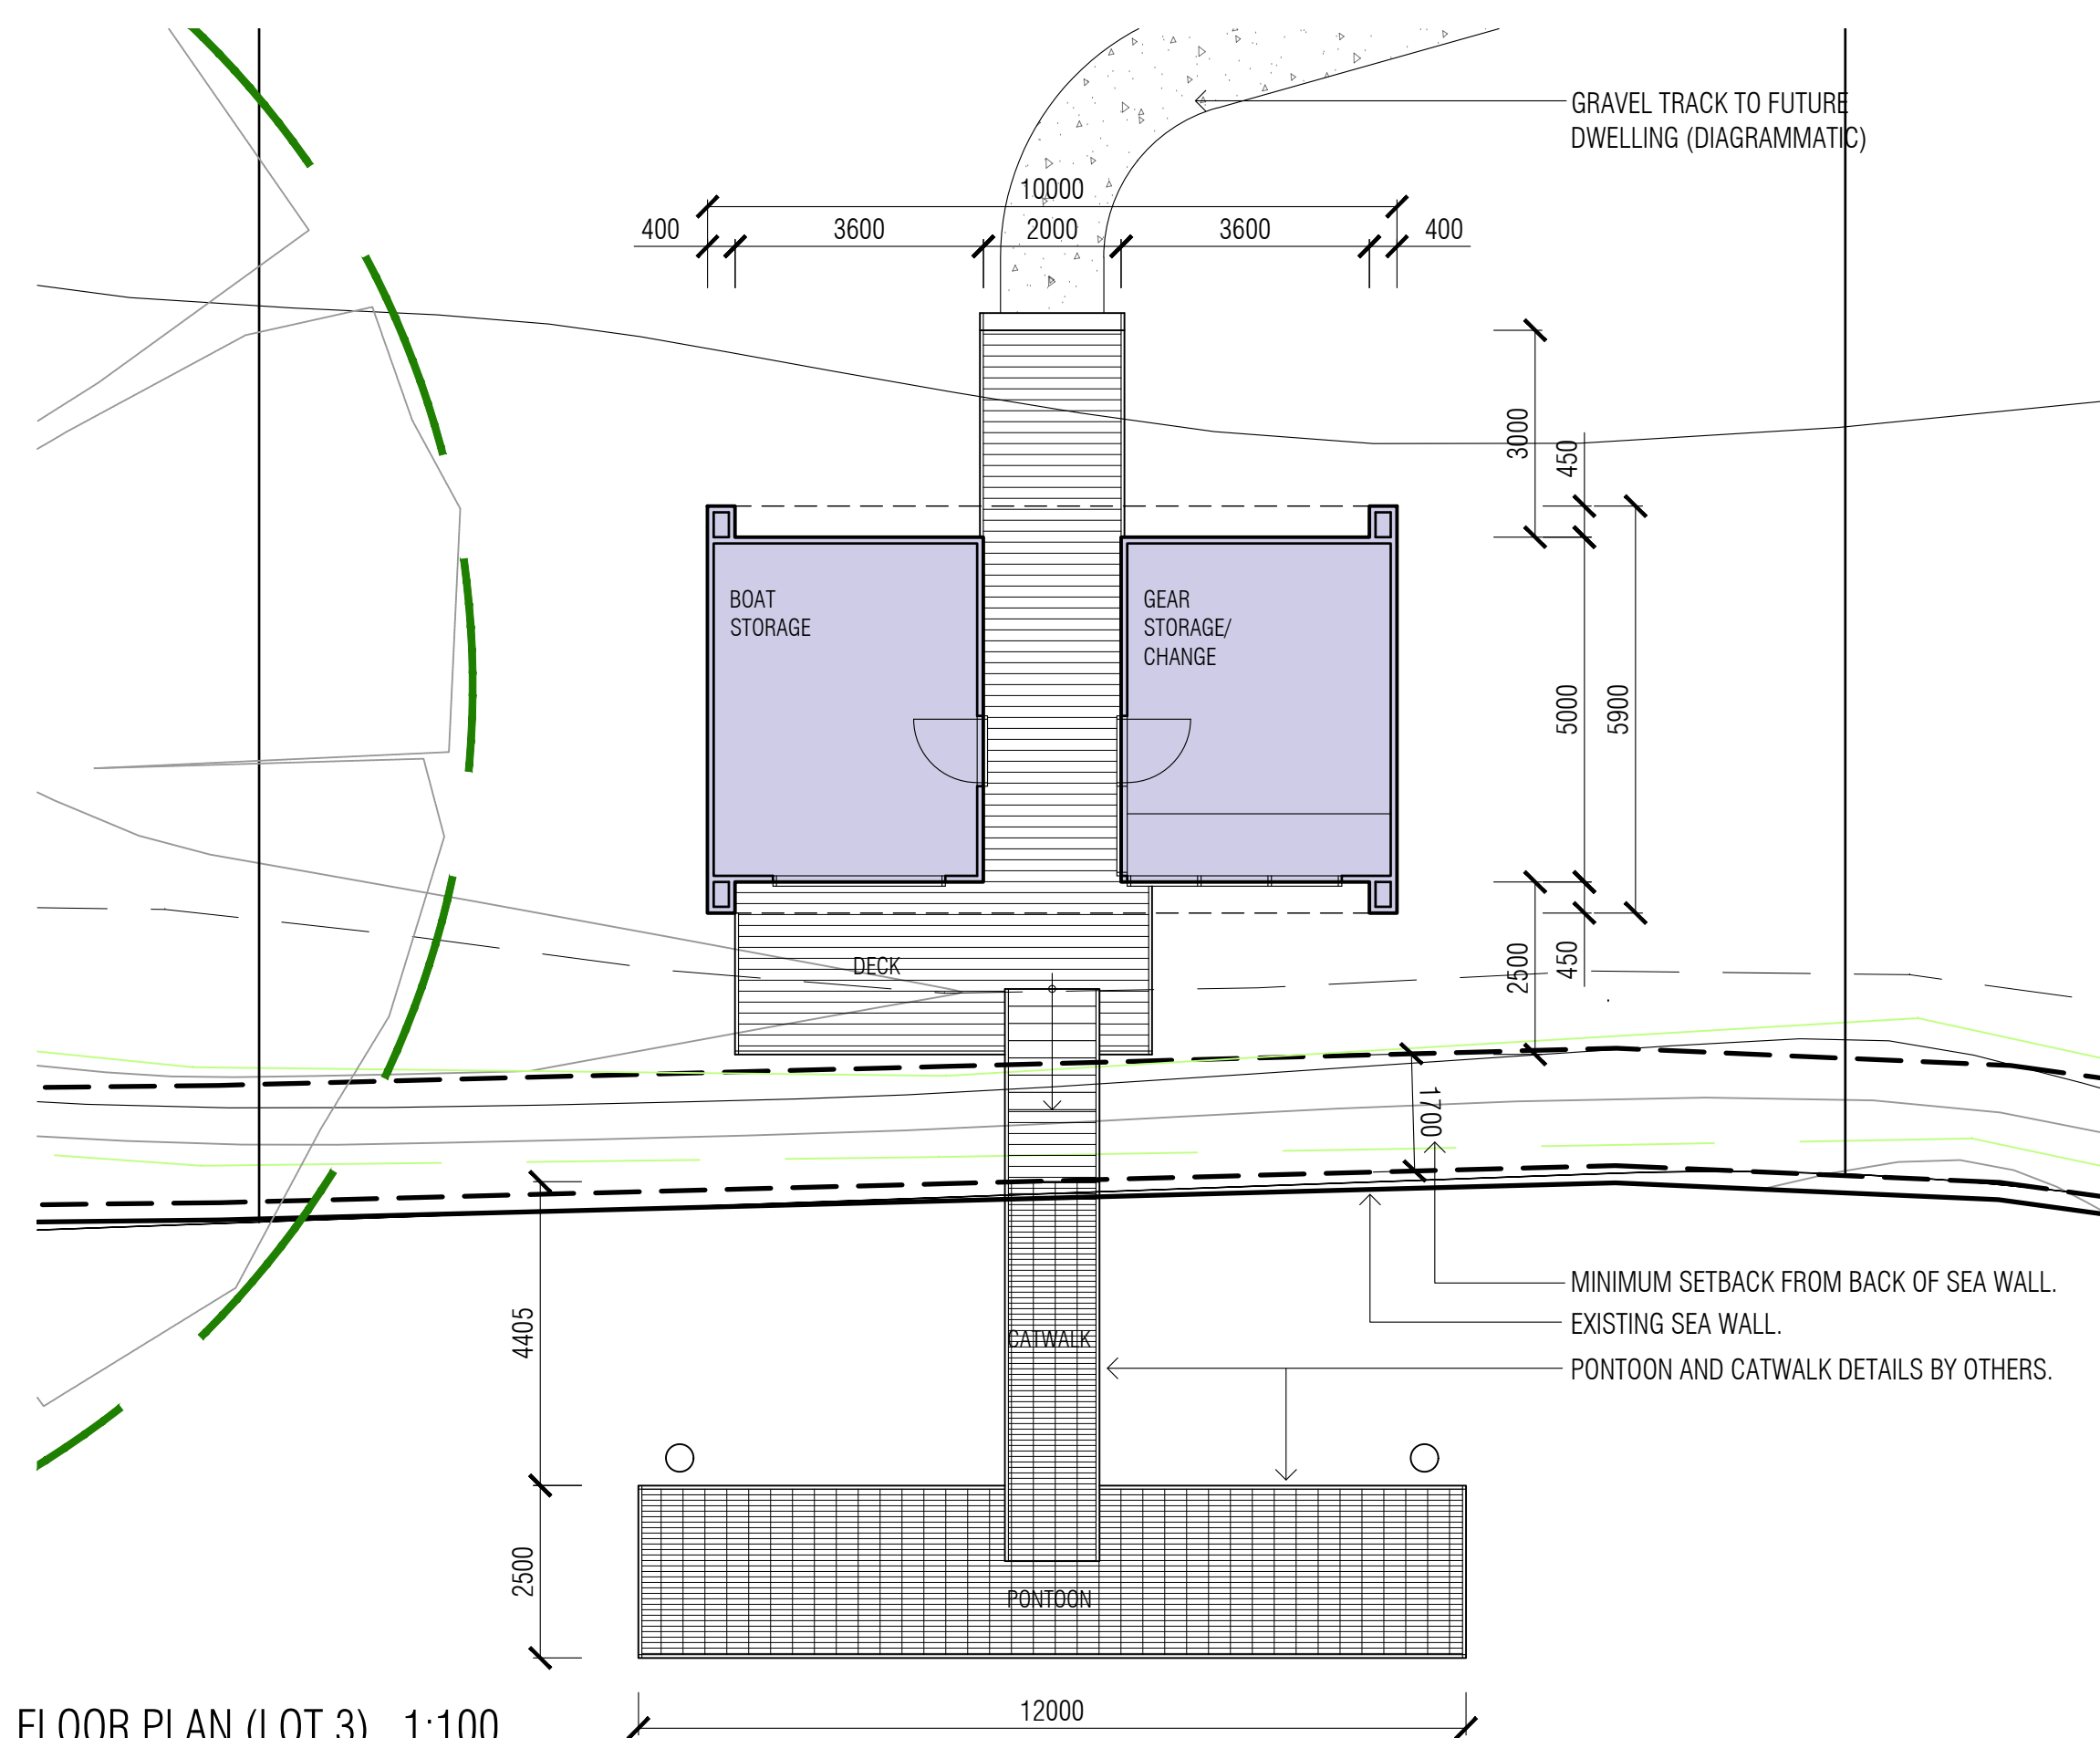 GRAVEL TRACK TO FUTURE
DWELLING (DIAGRAMMATIC)
10000
400 3600 2000 3600 400
3000
450
BOAT
STORAGE
GEAR
STORAGE/
CHANGE
5000
5900
2500
450
DECK
1700
MINIMUM SETBACK FROM BACK OF SEA WALL.
EXISTING SEA WALL.
PONTOON AND CATWALK DETAILS BY OTHERS.
4405
CATWALK
2500
PONTOON
12000
FLOOR PLAN (LOT 3) 1:100